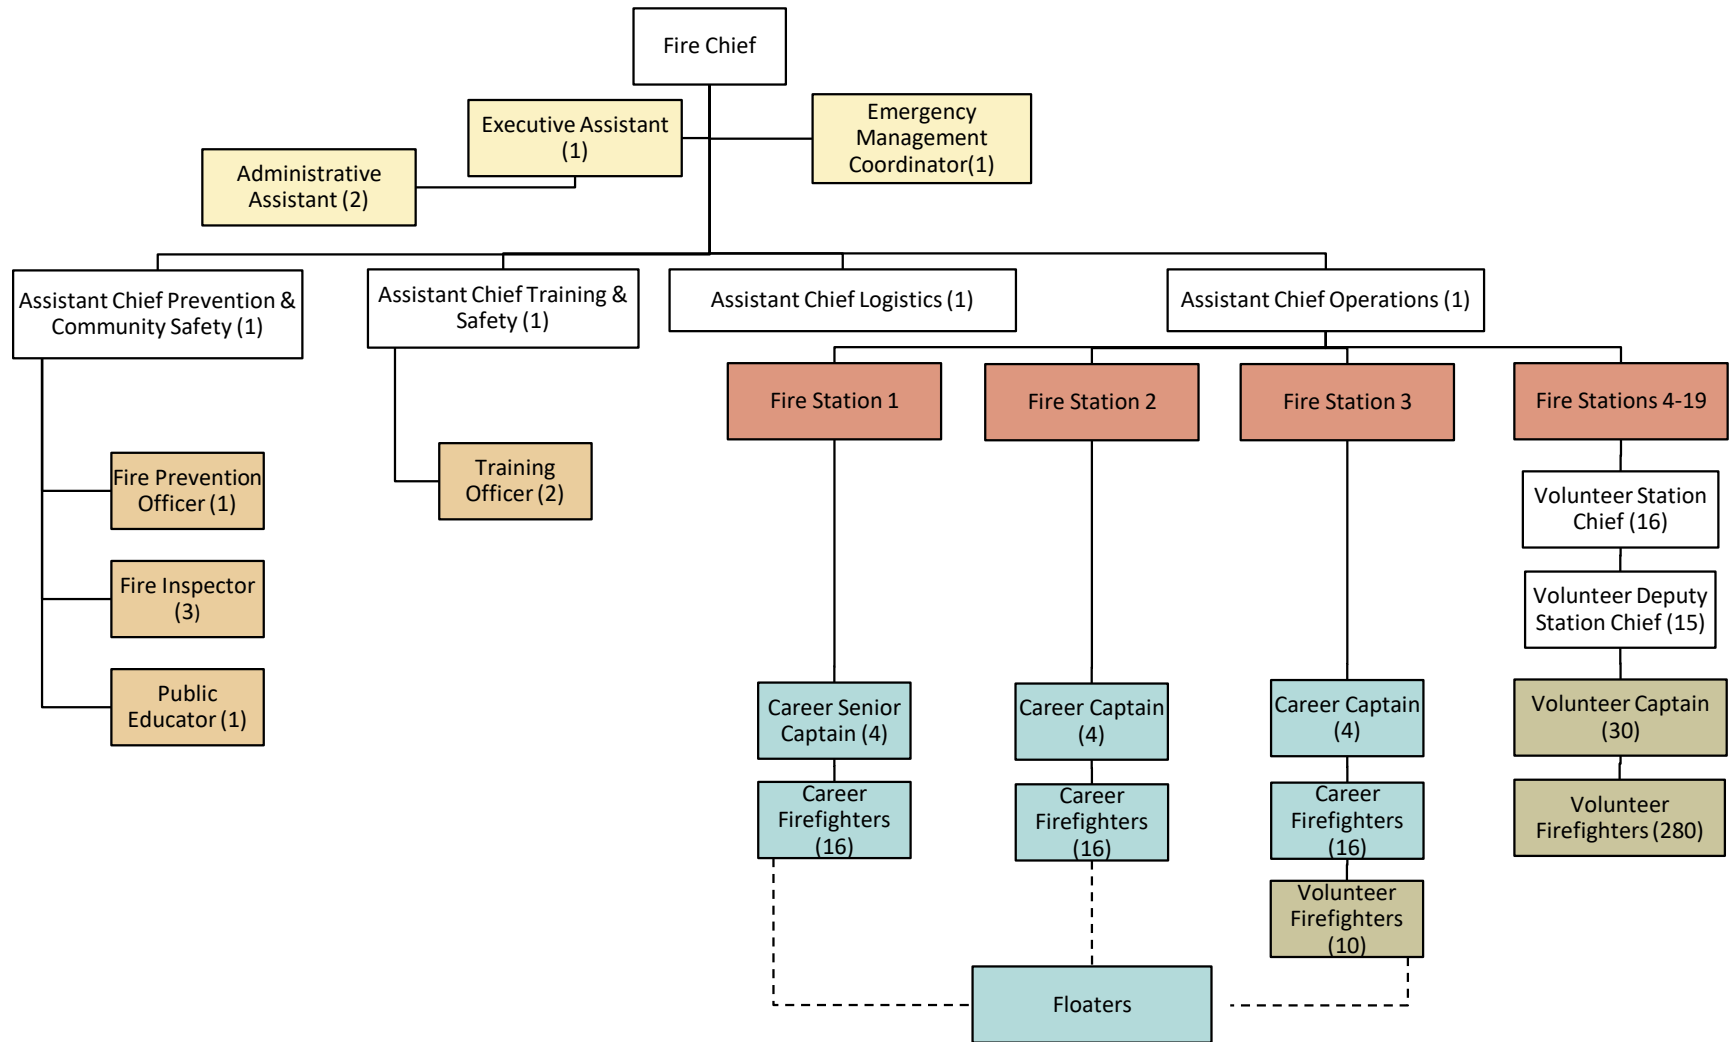 Fire Chief
Executive Assistant
(1)
Emergency
Management
Coordinator(1)
Administrative
Assistant (2)
Assistant Chief Prevention &
Community Safety (1)
Assistant Chief Training &
Safety (1)
Assistant Chief Logistics (1)
Assistant Chief Operations (1)
Fire Station 1
Fire Station 2
Fire Station 3
Fire Stations 4-19
Fire Prevention
Officer (1)
Training
Officer (2)
Volunteer Station
Chief (16)
Fire Inspector
(3)
Volunteer Deputy
Station Chief (15)
Public
Educator (1)
Career Senior
Captain (4)
Career Captain
(4)
Career Captain
(4)
Volunteer Captain
(30)
Career
Firefighters
(16)
Career
Firefighters
(16)
Career
Firefighters
(16)
Volunteer
Firefighters (280)
Volunteer
Firefighters
(10)
Floaters